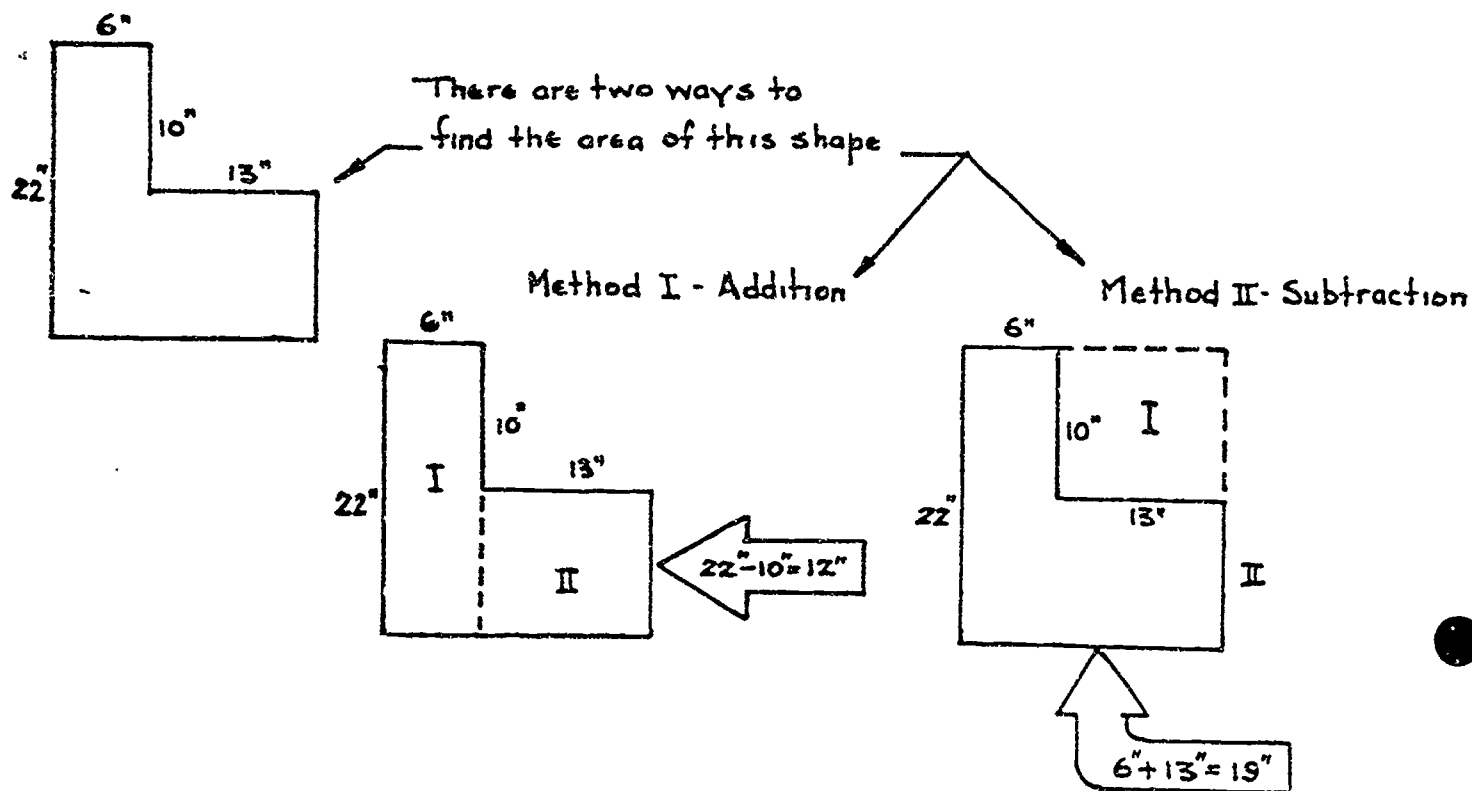 6"
10"
13"
22"
There are two ways to
find the area of this shape
Method I - Addition
6"
10"
I
13"
22"
II
22"-10"=12"
Method II- Subtraction
6"
I
10"
22"
13"
II
6"+13"=19"